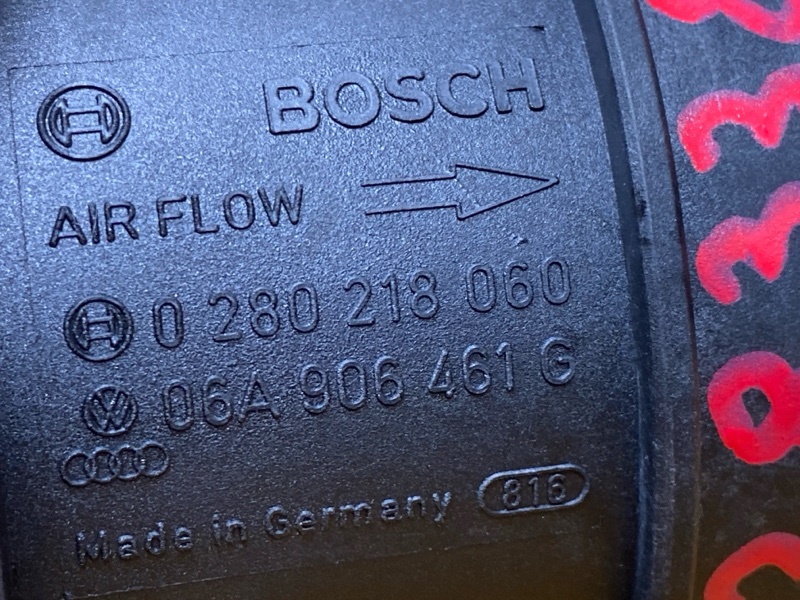 BOSCH
AIR FLOW
0 280 218 060
06A 906 461 G
Made in Germany 816